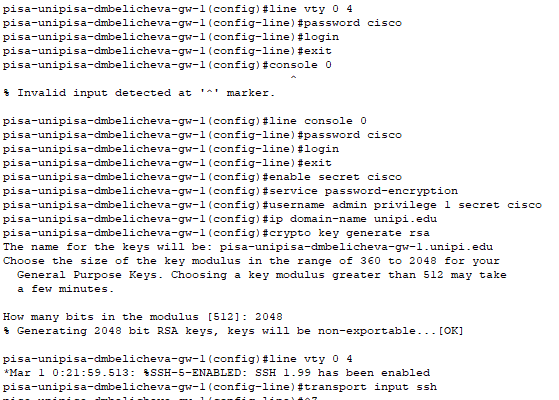 pisa-unipisa-dmbelicheva-gw-1(config)#line vty 0 4
pisa-unipisa-dmbelicheva-gw-1(config-line)#password cisco
pisa-unipisa-dmbelicheva-gw-1(config-line)#login
pisa-unipisa-dmbelicheva-gw-1(config-line)#exit
pisa-unipisa-dmbelicheva-gw-1(config)#console 0
^
% Invalid input detected at '^' marker.
pisa-unipisa-dmbelicheva-gw-1(config)#line console 0
pisa-unipisa-dmbelicheva-gw-1(config-line)#password cisco
pisa-unipisa-dmbelicheva-gw-1(config-line)#login
pisa-unipisa-dmbelicheva-gw-1(config-line)#exit
pisa-unipisa-dmbelicheva-gw-1(config)#enable secret cisco
pisa-unipisa-dmbelicheva-gw-1(config)#service password-encryption
pisa-unipisa-dmbelicheva-gw-1(config)#username admin privilege 1 secret cisco
pisa-unipisa-dmbelicheva-gw-1(config)#ip domain-name unipi.edu
pisa-unipisa-dmbelicheva-gw-1(config)#crypto key generate rsa
The name for the keys will be: pisa-unipisa-dmbelicheva-gw-1.unipi.edu
Choose the size of the key modulus in the range of 360 to 2048 for your
General Purpose Keys. Choosing a key modulus greater than 512 may take
a few minutes.
How many bits in the modulus [512]: 2048
% Generating 2048 bit RSA keys, keys will be non-exportable...[OK]
pisa-unipisa-dmbelicheva-gw-1(config)#line vty 0 4
*Mar 1 0:21:59.513: %SSH-5-ENABLED: SSH 1.99 has been enabled
pisa-unipisa-dmbelicheva-gw-1(config-line)#transport input ssh